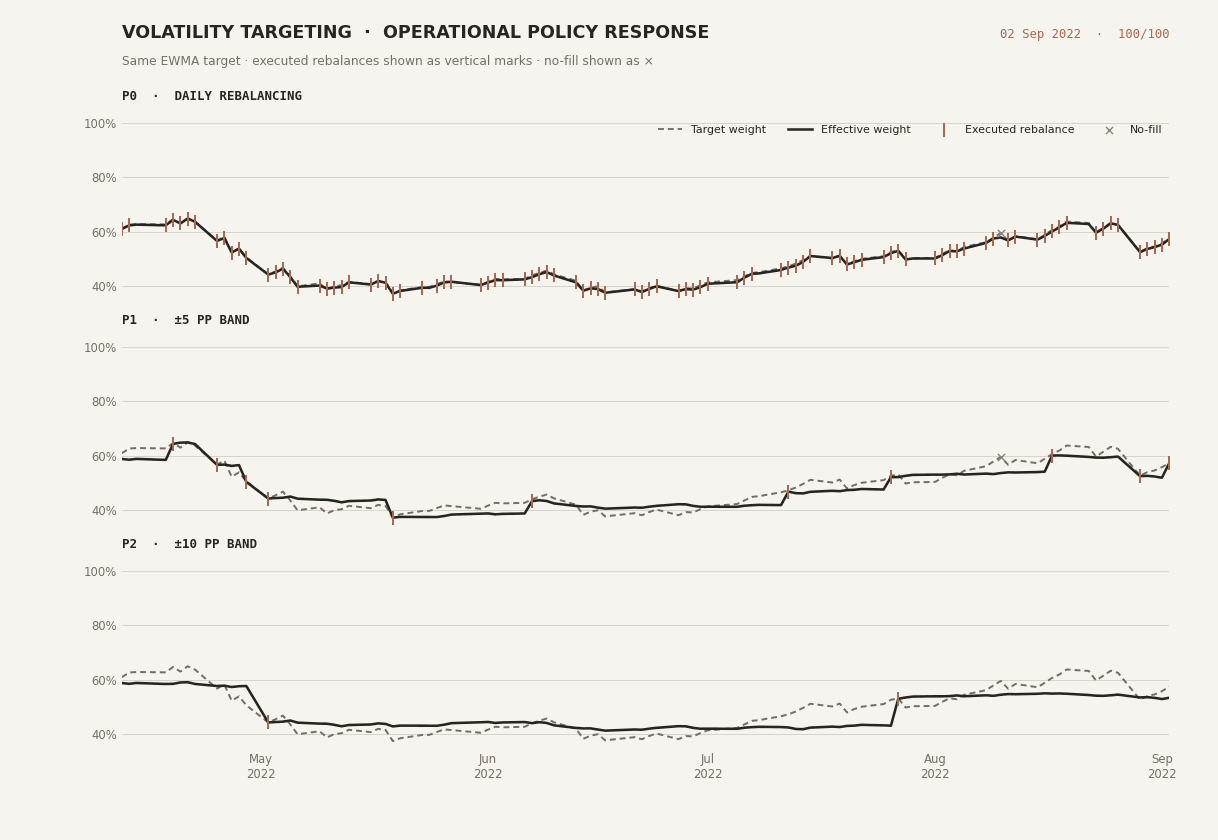 VOLATILITY TARGETING · OPERATIONAL POLICY RESPONSE
02 Sep 2022 · 100/100
Same EWMA target · executed rebalances shown as vertical marks · no-fill shown as ×
P0 · DAILY REBALANCING
100%
Target weight Effective weight Executed rebalance No-fill
80%
60%
40%
P1 · ±5 PP BAND
100%
80%
60%
40%
P2 · ±10 PP BAND
100%
80%
60%
40%
May Jun Jul Aug Sep
2022 2022 2022 2022 2022